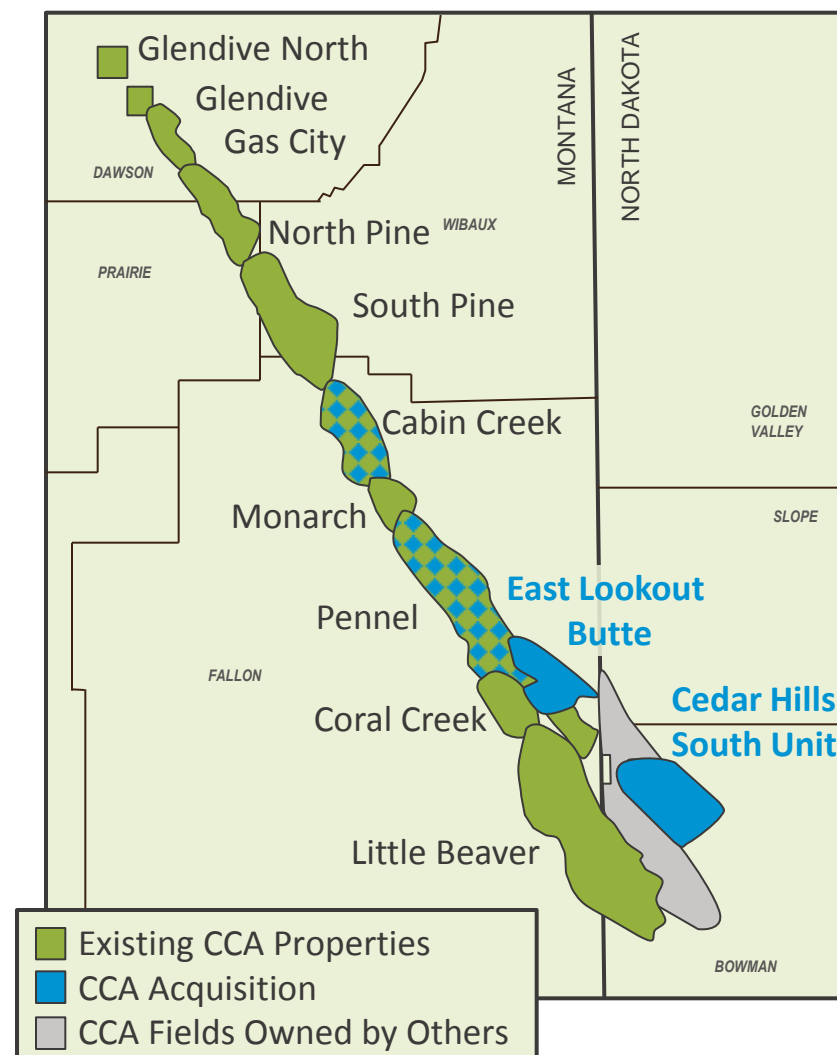 Glendive North
Glendive
Gas City
DAWSON
MONTANA
NORTH DAKOTA
North Pine
WIBAUX
PRAIRIE
South Pine
Cabin Creek
GOLDEN
VALLEY
Monarch
SLOPE
East Lookout
Butte
Pennel
FALLON
Coral Creek
Cedar Hills
South Unit
Little Beaver
BOWMAN
Existing CCA Properties
CCA Acquisition
CCA Fields Owned by Others